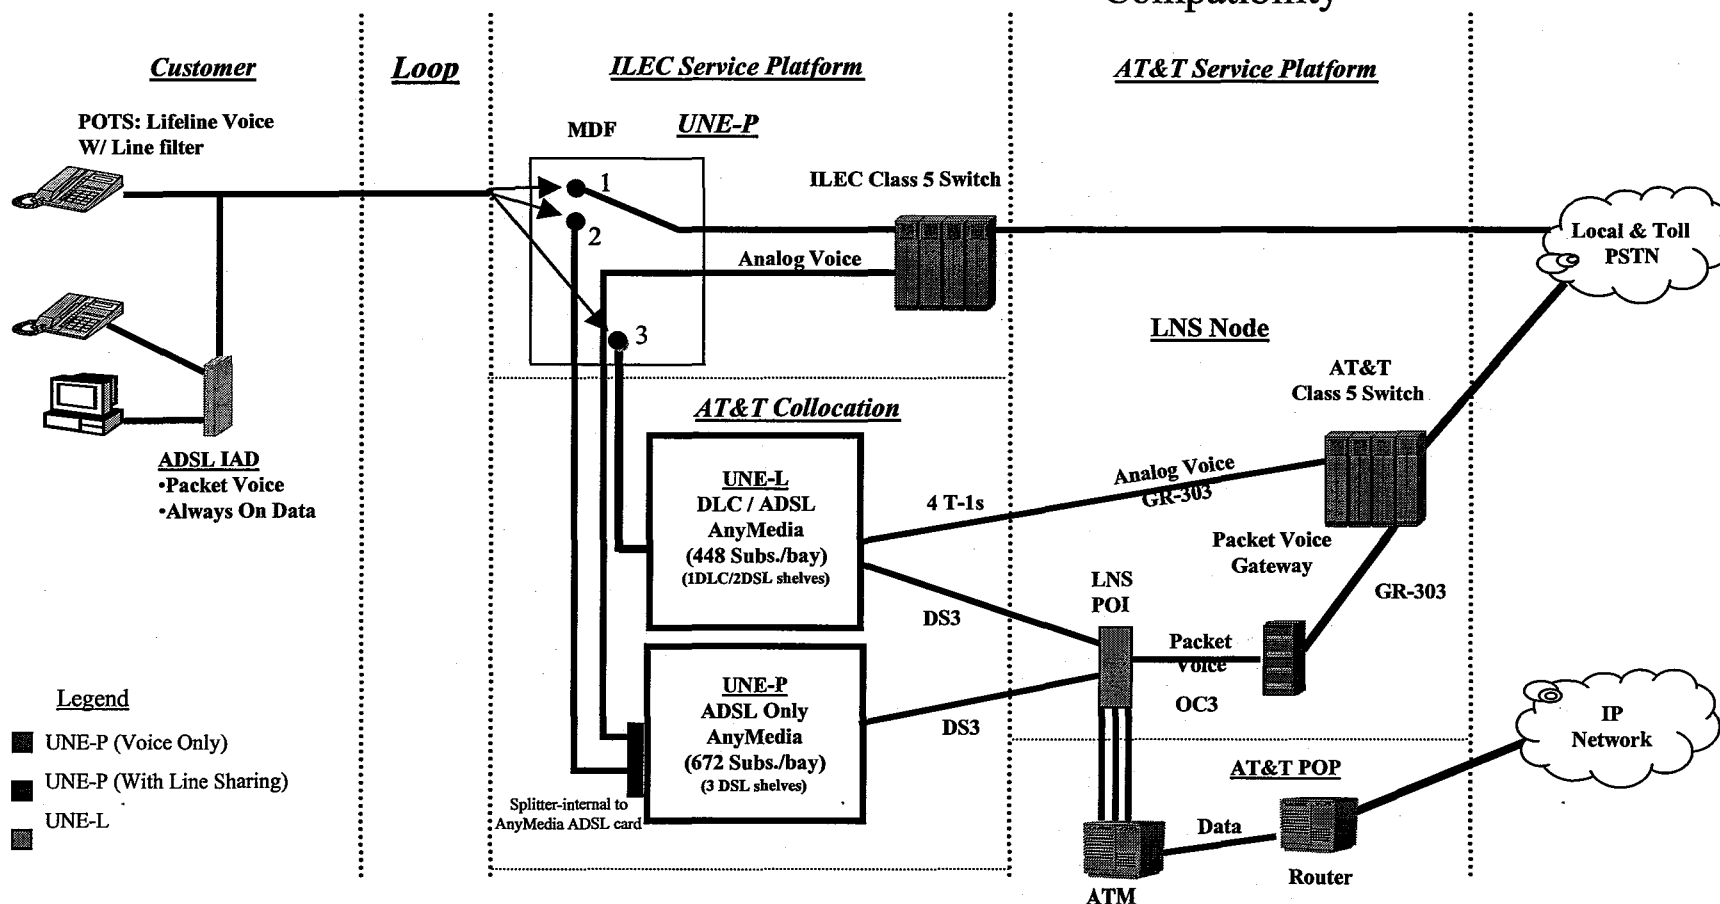 Compatibility
Customer
Loop
ILEC Service Platform
AT&T Service Platform
POTS: Lifeline Voice
W/ Line filter
MDF
UNE-P
1
2
3
ILEC Class 5 Switch
Analog Voice
Local & Toll
PSTN
LNS Node
AT&T
Class 5 Switch
AT&T Collocation
ADSL IAD
•Packet Voice
•Always On Data
UNE-L
DLC / ADSL
AnyMedia
(448 Subs./bay)
(1DLC/2DSL shelves)
4 T-1s
Analog Voice
GR-303
Packet Voice
Gateway
GR-303
LNS
POI
DS3
Packet
Voice
OC3
DS3
UNE-P
ADSL Only
AnyMedia
(672 Subs./bay)
(3 DSL shelves)
Splitter-internal to
AnyMedia ADSL card
IP
Network
AT&T POP
Data
Router
ATM
Legend
UNE-P (Voice Only)
UNE-P (With Line Sharing)
UNE-L